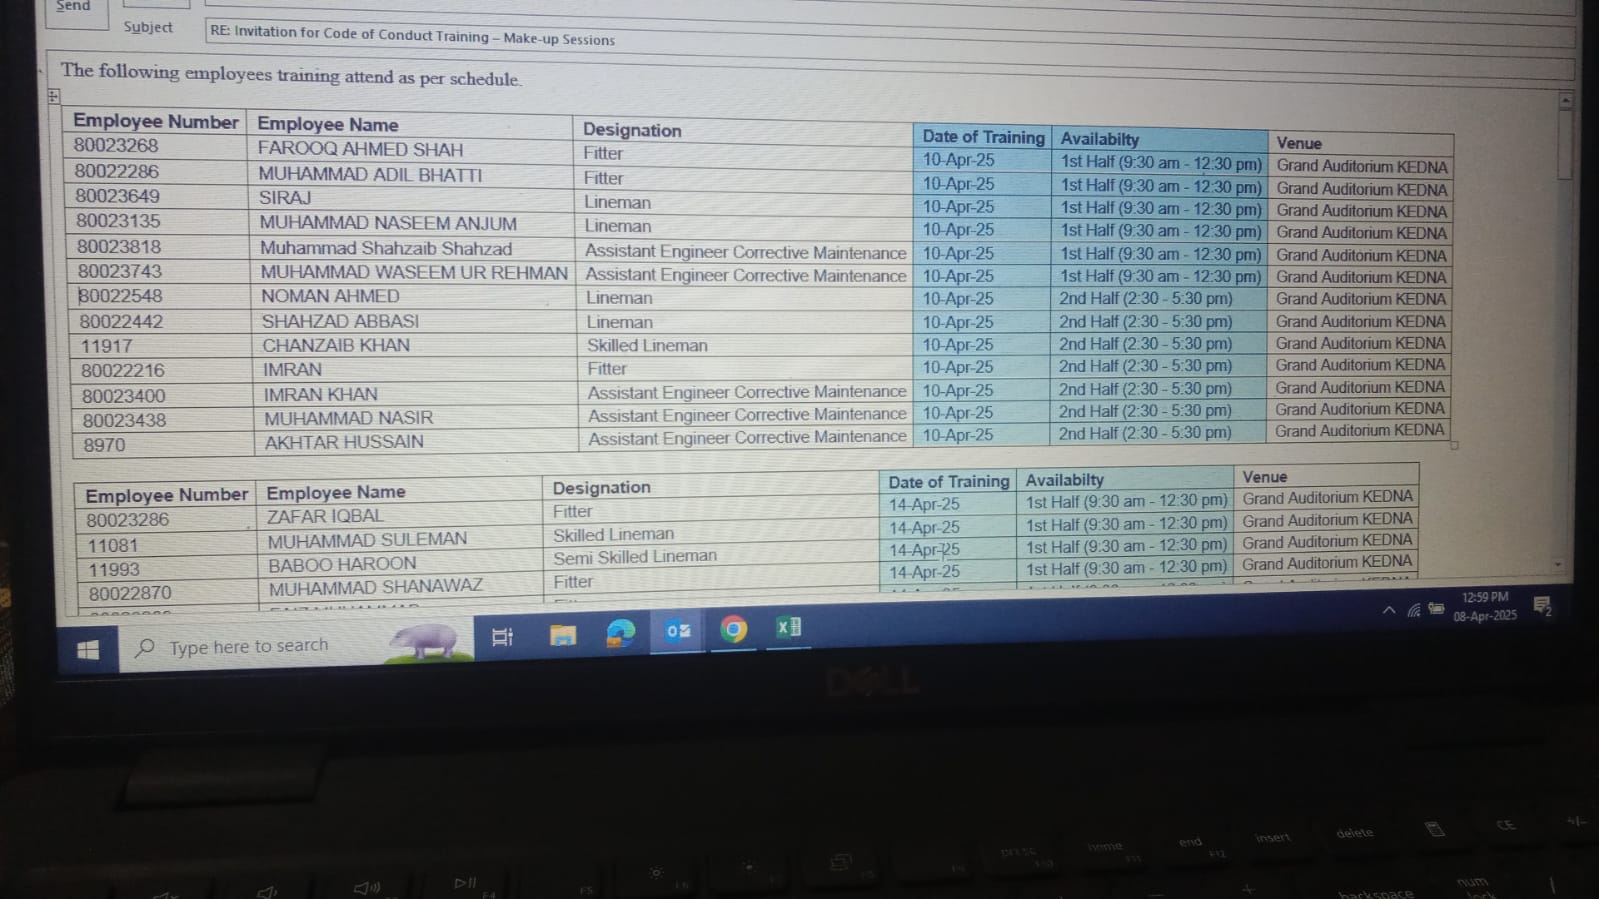 Send
Subject
RE: Invitation for Code of Conduct Training – Make-up Sessions
The following employees training attend as per schedule.
Employee Number Employee Name Designation Date of Training Availabilty Venue
80023268 FAROOQ AHMED SHAH Fitter 10-Apr-25 1st Half (9:30 am - 12:30 pm) Grand Auditorium KEDNA
80022286 MUHAMMAD ADIL BHATTI Fitter 10-Apr-25 1st Half (9:30 am - 12:30 pm) Grand Auditorium KEDNA
80023649 SIRAJ Lineman 10-Apr-25 1st Half (9:30 am - 12:30 pm) Grand Auditorium KEDNA
80023135 MUHAMMAD NASEEM ANJUM Lineman 10-Apr-25 1st Half (9:30 am - 12:30 pm) Grand Auditorium KEDNA
80023818 Muhammad Shahzaib Shahzad Assistant Engineer Corrective Maintenance 10-Apr-25 1st Half (9:30 am - 12:30 pm) Grand Auditorium KEDNA
80023743 MUHAMMAD WASEEM UR REHMAN Assistant Engineer Corrective Maintenance 10-Apr-25 1st Half (9:30 am - 12:30 pm) Grand Auditorium KEDNA
80022548 NOMAN AHMED Lineman 10-Apr-25 2nd Half (2:30 - 5:30 pm) Grand Auditorium KEDNA
80022442 SHAHZAD ABBASI Lineman 10-Apr-25 2nd Half (2:30 - 5:30 pm) Grand Auditorium KEDNA
11917 CHANZAIB KHAN Skilled Lineman 10-Apr-25 2nd Half (2:30 - 5:30 pm) Grand Auditorium KEDNA
80022216 IMRAN Fitter 10-Apr-25 2nd Half (2:30 - 5:30 pm) Grand Auditorium KEDNA
80023400 IMRAN KHAN Assistant Engineer Corrective Maintenance 10-Apr-25 2nd Half (2:30 - 5:30 pm) Grand Auditorium KEDNA
80023438 MUHAMMAD NASIR Assistant Engineer Corrective Maintenance 10-Apr-25 2nd Half (2:30 - 5:30 pm) Grand Auditorium KEDNA
8970 AKHTAR HUSSAIN Assistant Engineer Corrective Maintenance 10-Apr-25 2nd Half (2:30 - 5:30 pm) Grand Auditorium KEDNA
Employee Number Employee Name Designation Date of Training Availabilty Venue
80023286 ZAFAR IQBAL Fitter 14-Apr-25 1st Half (9:30 am - 12:30 pm) Grand Auditorium KEDNA
11081 MUHAMMAD SULEMAN Skilled Lineman 14-Apr-25 1st Half (9:30 am - 12:30 pm) Grand Auditorium KEDNA
11993 BABOO HAROON Semi Skilled Lineman 14-Apr-25 1st Half (9:30 am - 12:30 pm) Grand Auditorium KEDNA
80022870 MUHAMMAD SHANAWAZ Fitter 14-Apr-25 1st Half (9:30 am - 12:30 pm) Grand Auditorium KEDNA
Type here to search
12:59 PM
08-Apr-2025
2
DELL
home end insert delete CE +/-
F11 F12
F4 F5
backspace num lock